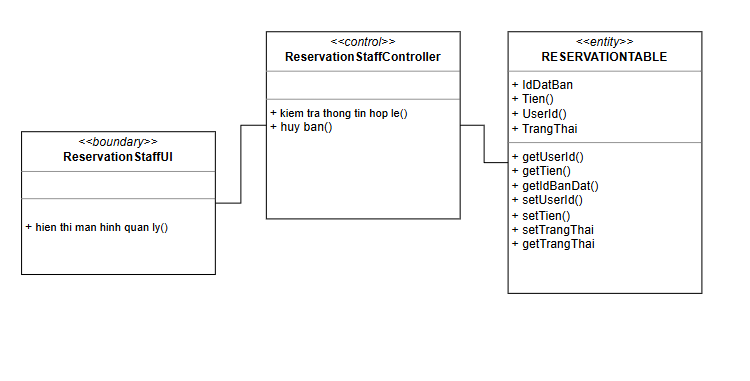 <<boundary>>
ReservationStaffUI
+ hien thi man hinh quan ly()
<<control>>
ReservationStaffController
+ kiem tra thong tin hop le()
+ huy ban()
<<entity>>
RESERVATIONTABLE
+ IdDatBan
+ Tien()
+ UserId()
+ TrangThai
+ getUserId()
+ getTien()
+ getIdBanDat()
+ setUserId()
+ setTien()
+ setTrangThai
+ getTrangThai